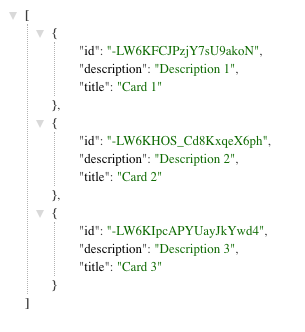 [
{
"id": "-LW6KFCJPzjY7sU9akoN",
"description": "Description 1",
"title": "Card 1"
},
{
"id": "-LW6KHOS_Cd8KxqeX6ph",
"description": "Description 2",
"title": "Card 2"
},
{
"id": "-LW6KIpcAPYUayJkYwd4",
"description": "Description 3",
"title": "Card 3"
}
]